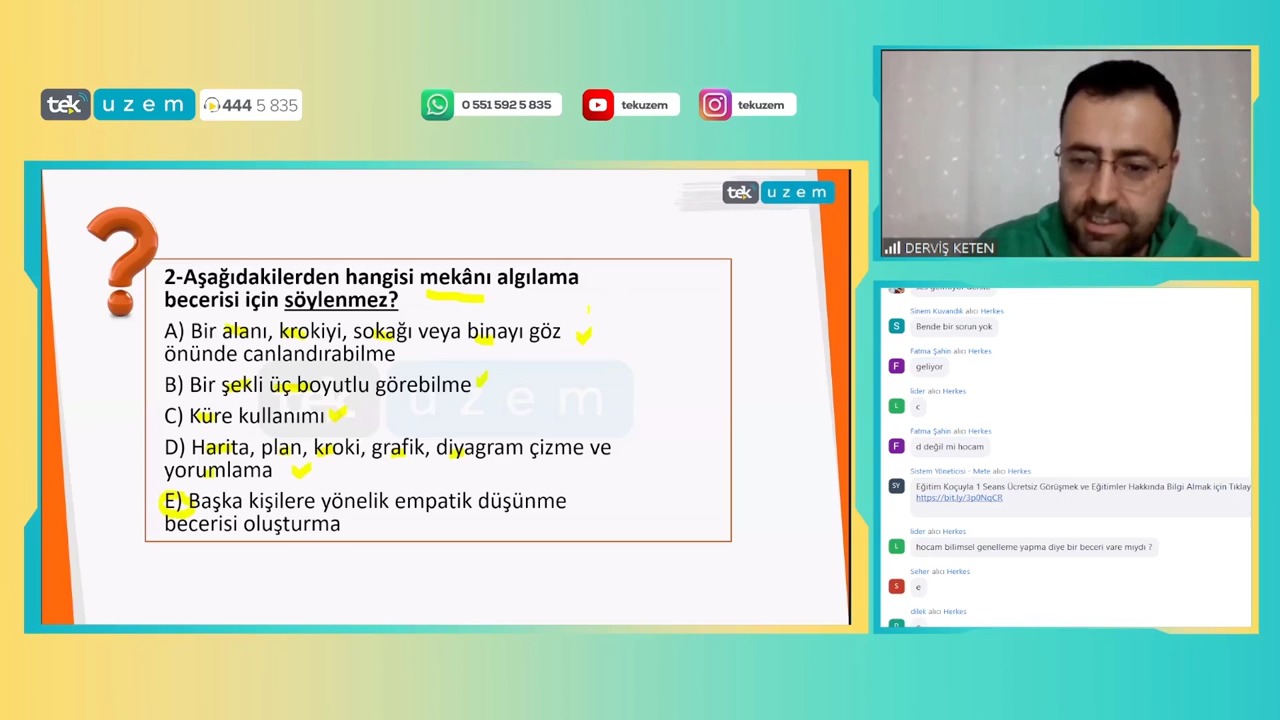 tek uzem 444 5 835
0 551 592 5 835
tekuzem
tekuzem
tek uzem
2-Aşağıdakilerden hangisi mekânı algılama
becerisi için söylenmez?
A) Bir alanı, krokiyi, sokağı veya binayı göz
önünde canlandırabilme
B) Bir şekli üç boyutlu görebilme
C) Küre kullanımı
D) Harita, plan, kroki, grafik, diyagram çizme ve
yorumlama
E) Başka kişilere yönelik empatik düşünme
becerisi oluşturma
tek uzem
DERVİŞ KETEN
Sinem Kuvandık alıcı Herkes
S Bende bir sorun yok
Fatma Şahin alıcı Herkes
F geliyor
lider alıcı Herkes
L c
Fatma Şahin alıcı Herkes
F d değil mi hocam
Sistem Yöneticisi - Mete alıcı Herkes
SY Eğitim Koçuyla 1 Seans Ücretsiz Görüşmek ve Eğitimler Hakkında Bilgi Almak için Tıklay
https://bit.ly/3p0NqCR
lider alıcı Herkes
L hocam bilimsel genelleme yapma diye bir beceri vare mıydı ?
Seher alıcı Herkes
S e
dilek alıcı Herkes